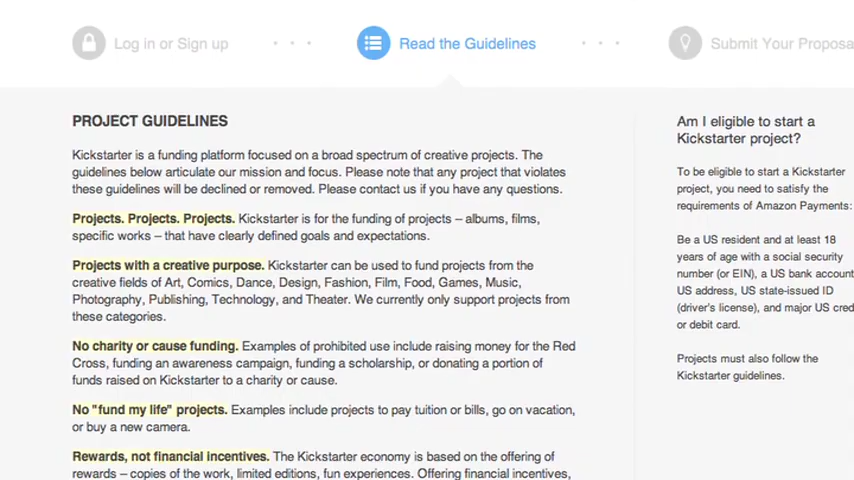 Log in or Sign up
Read the Guidelines
Submit Your Proposa
PROJECT GUIDELINES
Kickstarter is a funding platform focused on a broad spectrum of creative projects. The
guidelines below articulate our mission and focus. Please note that any project that violates
these guidelines will be declined or removed. Please contact us if you have any questions.
Projects. Projects. Projects. Kickstarter is for the funding of projects – albums, films,
specific works – that have clearly defined goals and expectations.
Projects with a creative purpose. Kickstarter can be used to fund projects from the
creative fields of Art, Comics, Dance, Design, Fashion, Film, Food, Games, Music,
Photography, Publishing, Technology, and Theater. We currently only support projects from
these categories.
No charity or cause funding. Examples of prohibited use include raising money for the Red
Cross, funding an awareness campaign, funding a scholarship, or donating a portion of
funds raised on Kickstarter to a charity or cause.
No "fund my life" projects. Examples include projects to pay tuition or bills, go on vacation,
or buy a new camera.
Rewards, not financial incentives. The Kickstarter economy is based on the offering of
rewards – copies of the work, limited editions, fun experiences. Offering financial incentives,
Am I eligible to start a
Kickstarter project?
To be eligible to start a Kickstarter
project, you need to satisfy the
requirements of Amazon Payments:
Be a US resident and at least 18
years of age with a social security
number (or EIN), a US bank account
US address, US state-issued ID
(driver's license), and major US cred
or debit card.
Projects must also follow the
Kickstarter guidelines.